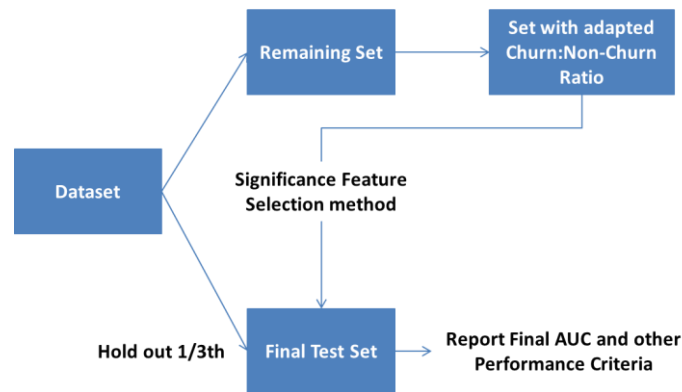 Remaining Set
Set with adapted
Churn:Non-Churn
Ratio
Dataset
Significance Feature
Selection method
Hold out 1/3th
Final Test Set
Report Final AUC and other
Performance Criteria